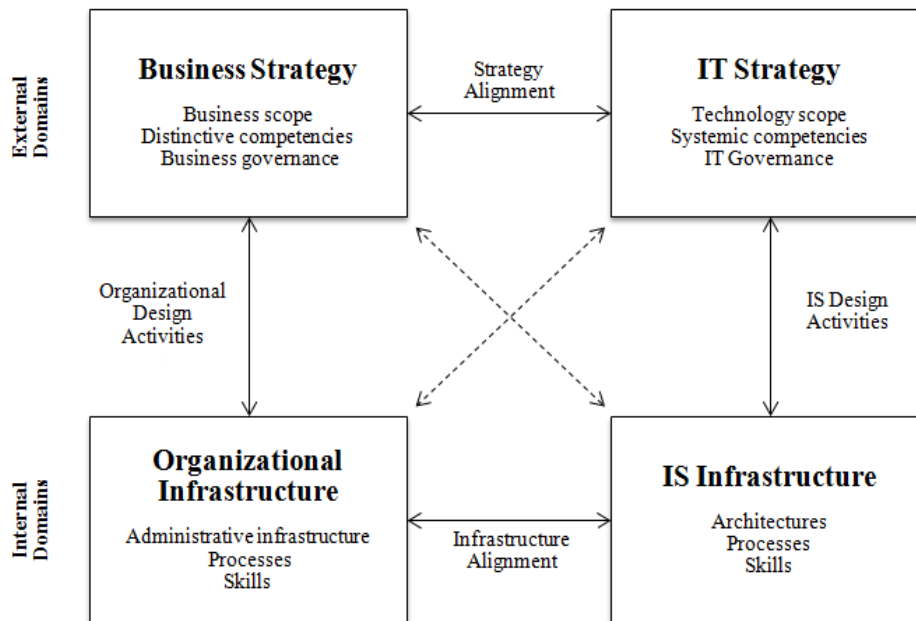 External
Domains
Business Strategy
Business scope
Distinctive competencies
Business governance
Strategy
Alignment
IT Strategy
Technology scope
Systemic competencies
IT Governance
Organizational
Design
Activities
IS Design
Activities
Internal
Domains
Organizational
Infrastructure
Administrative infrastructure
Processes
Skills
Infrastructure
Alignment
IS Infrastructure
Architectures
Processes
Skills